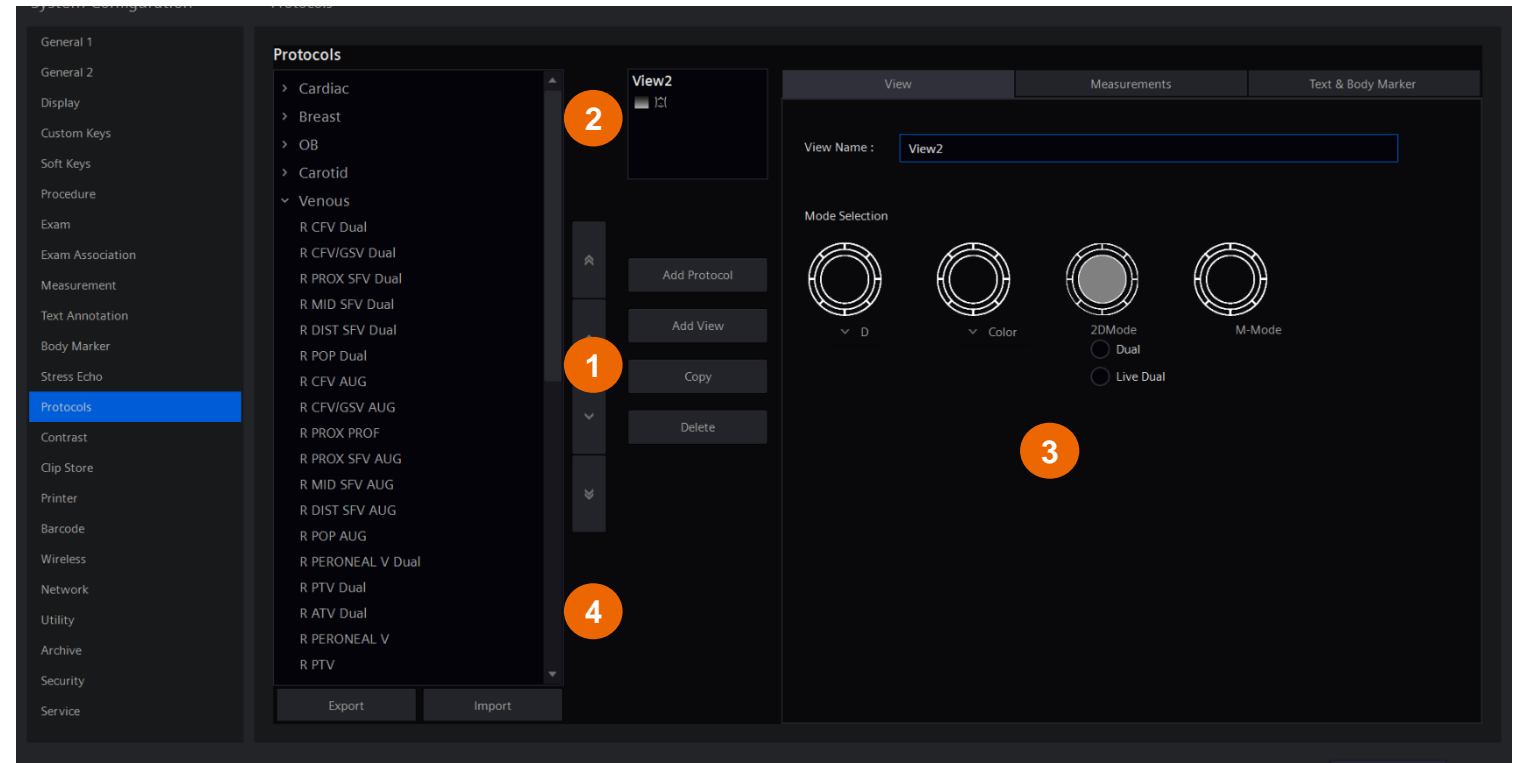 System Configuration
Protocols
General 1
General 2
Display
Custom Keys
Soft Keys
Procedure
Exam
Exam Association
Measurement
Text Annotation
Body Marker
Stress Echo
Protocols
Contrast
Clip Store
Printer
Barcode
Wireless
Network
Utility
Archive
Security
Service
Protocols
Cardiac
Breast
OB
Carotid
Venous
R CFV Dual
R CFV/GSV Dual
R PROX SFV Dual
R MID SFV Dual
R DIST SFV Dual
R POP Dual
R CFV AUG
R CFV/GSV AUG
R PROX PROF
R PROX SFV AUG
R MID SFV AUG
R DIST SFV AUG
R POP AUG
R PERONEAL V Dual
R PTV Dual
R ATV Dual
R PERONEAL V
R PTV
Export
Import
2
1
4
View2
Add Protocol
Add View
Copy
Delete
View
Measurements
Text & Body Marker
View Name :
View2
Mode Selection
D
Color
2DMode
M-Mode
Dual
Live Dual
3